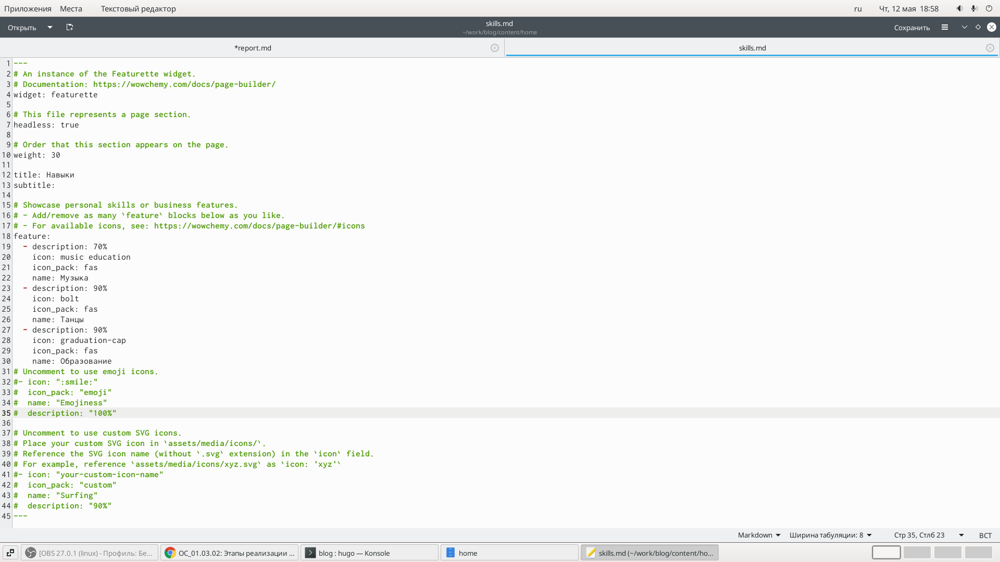 Приложения Места Текстовый редактор ru Чт, 12 мая 18:58
Открыть skills.md Сохранить
~/work/blog/content/home
*report.md skills.md
1 ---
2 # An instance of the Featurette widget.
3 # Documentation: https://wowchemy.com/docs/page-builder/
4 widget: featurette
5
6 # This file represents a page section.
7 headless: true
8
9 # Order that this section appears on the page.
10 weight: 30
11
12 title: Навыки
13 subtitle:
14
15 # Showcase personal skills or business features.
16 # - Add/remove as many `feature` blocks below as you like.
17 # - For available icons, see: https://wowchemy.com/docs/page-builder/#icons
18 feature:
19   - description: 70%
20     icon: music education
21     icon_pack: fas
22     name: Музыка
23   - description: 90%
24     icon: bolt
25     icon_pack: fas
26     name: Танцы
27   - description: 90%
28     icon: graduation-cap
29     icon_pack: fas
30     name: Образование
31 # Uncomment to use emoji icons.
32 #- icon: ":smile:"
33 #  icon_pack: "emoji"
34 #  name: "Emojiness"
35 #  description: "100%"
36
37 # Uncomment to use custom SVG icons.
38 # Place your custom SVG icon in `assets/media/icons/`.
39 # Reference the SVG icon name (without `.svg` extension) in the `icon` field.
40 # For example, reference `assets/media/icons/xyz.svg` as `icon: 'xyz'`
41 #- icon: "your-custom-icon-name"
42 #  icon_pack: "custom"
43 #  name: "Surfing"
44 #  description: "90%"
45 ---
Markdown Ширина табуляции: 8 Стр 35, Стлб 23 ВСТ
[OBS 27.0.1 (linux) - Профиль: Бе... ОС_01.03.02: Этапы реализации ... blog : hugo — Konsole home skills.md (~/work/blog/content/ho...